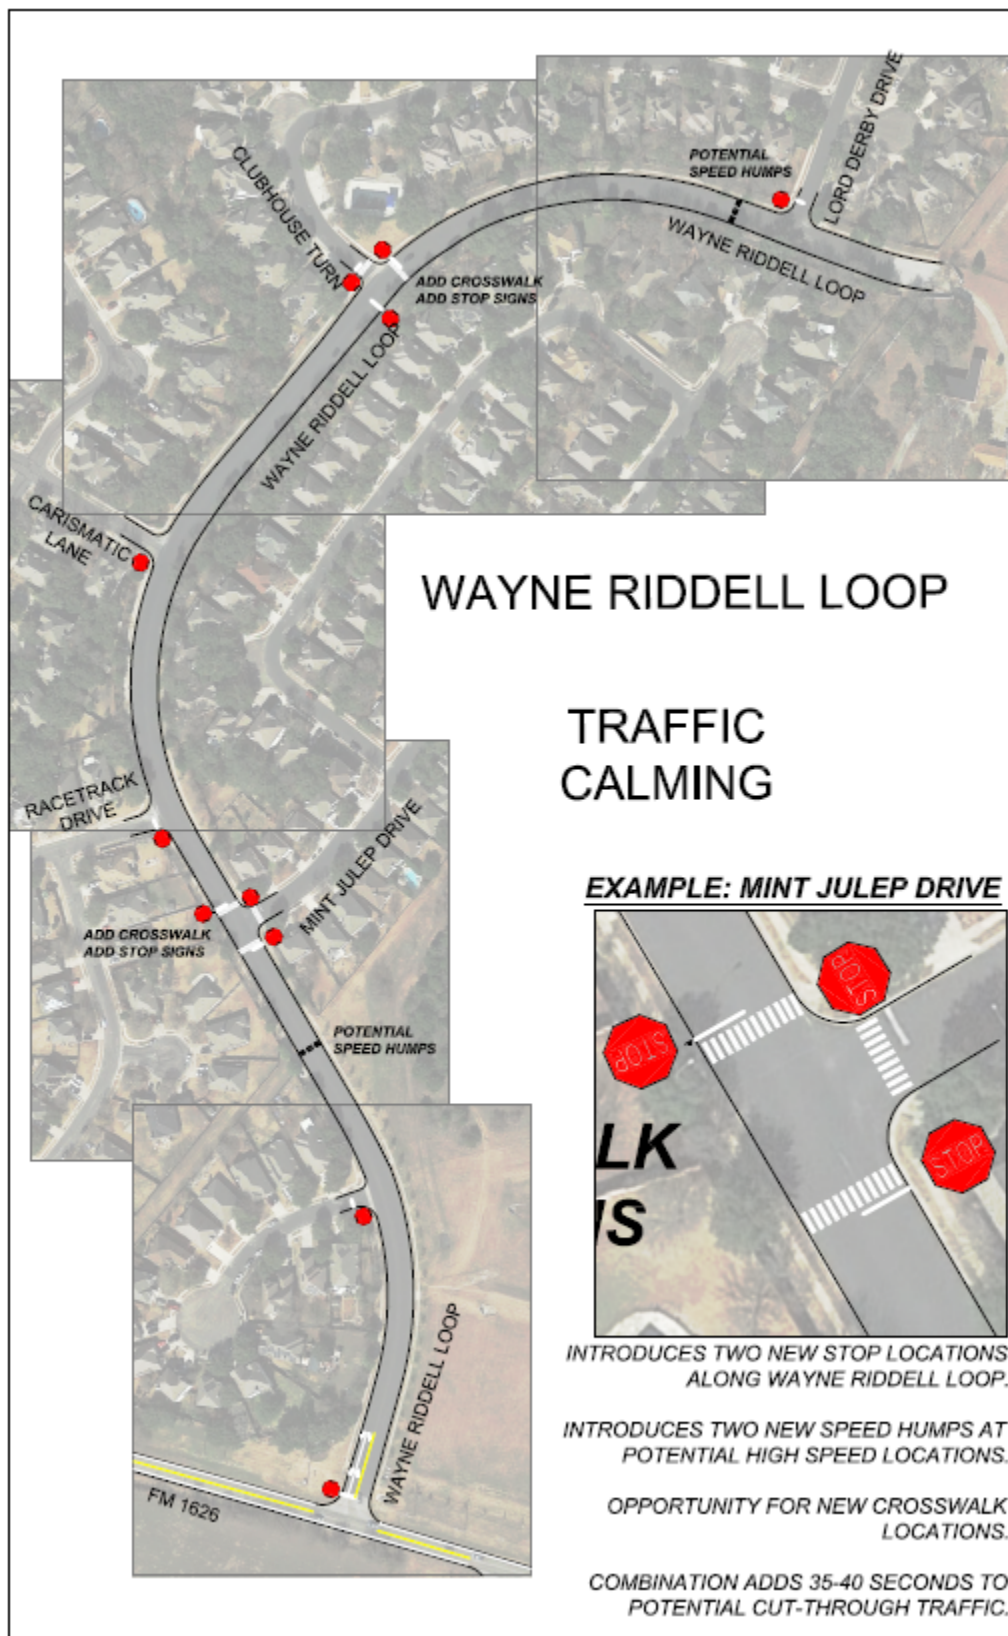 LORD DERBY DRIVE
POTENTIAL
SPEED HUMPS
WAYNE RIDDELL LOOP
CLUBHOUSE TURN
ADD CROSSWALK
ADD STOP SIGNS
WAYNE RIDDELL LOOP
CARISMATIC
LANE
WAYNE RIDDELL LOOP
TRAFFIC
CALMING
RACETRACK
DRIVE
MINT JULEP DRIVE
ADD CROSSWALK
ADD STOP SIGNS
POTENTIAL
SPEED HUMPS
WAYNE RIDDELL LOOP
FM 1626
EXAMPLE: MINT JULEP DRIVE
STOP
STOP
STOP
LK
IS
INTRODUCES TWO NEW STOP LOCATIONS
ALONG WAYNE RIDDELL LOOP.
INTRODUCES TWO NEW SPEED HUMPS AT
POTENTIAL HIGH SPEED LOCATIONS.
OPPORTUNITY FOR NEW CROSSWALK
LOCATIONS.
COMBINATION ADDS 35-40 SECONDS TO
POTENTIAL CUT-THROUGH TRAFFIC.